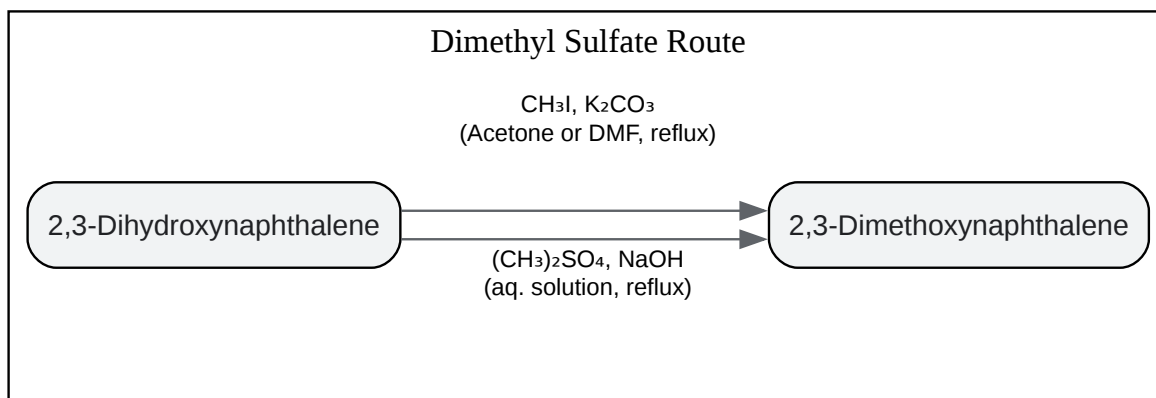 Dimethyl Sulfate Route
CH₃I, K₂CO₃
(Acetone or DMF, reflux)
2,3-Dihydroxynaphthalene
2,3-Dimethoxynaphthalene
(CH₃)₂SO₄, NaOH
(aq. solution, reflux)